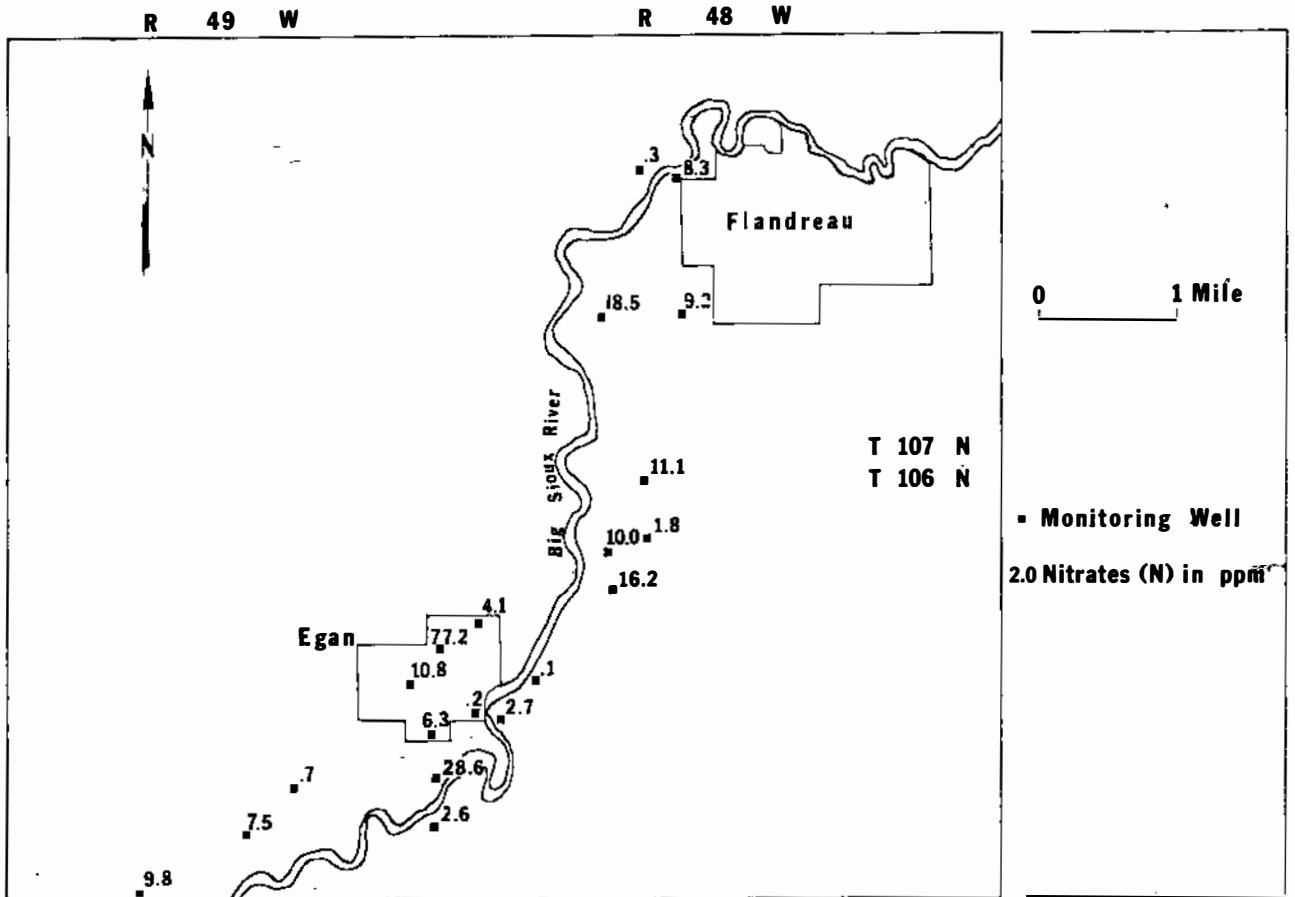 R 49 W
R 48 W
N
.3
8.3
Flandreau
18.5
0
1 Mile
Big Sioux River
T 107 N
11.1
T 106 N
■ Monitoring Well
1.8
10.0
2.0 Nitrates (N) in ppm
16.2
4.1
Egan
77.2
10.8
.1
.2
2.7
6.3
28.6
.7
2.6
7.5
9.8